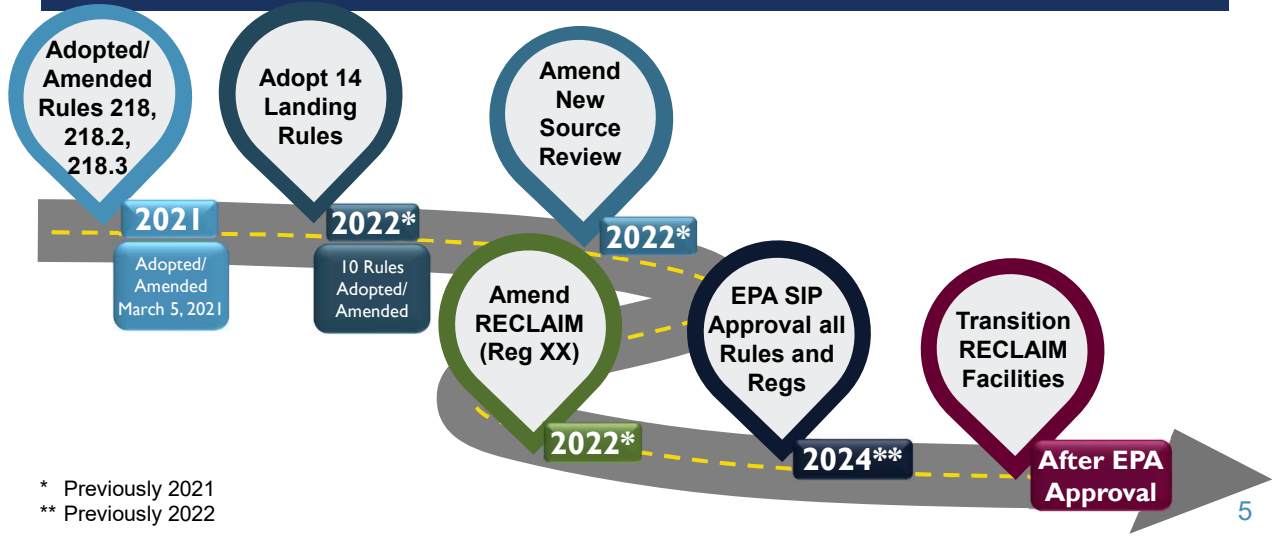 Adopted/
Amended
Rules 218,
218.2,
218.3
2021
Adopted/
Amended
March 5, 2021
Adopt 14
Landing
Rules
2022*
10 Rules
Adopted/
Amended
Amend
New
Source
Review
2022*
Amend
RECLAIM
(Reg XX)
2022*
EPA SIP
Approval all
Rules and
Regs
2024**
Transition
RECLAIM
Facilities
After EPA
Approval
* Previously 2021
** Previously 2022
5